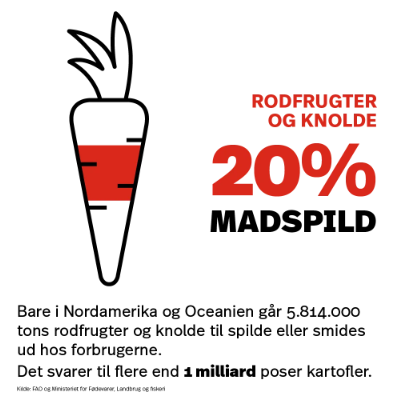 RODFRUGTER
OG KNOLDE
20%
MADSPILD
Bare i Nordamerika og Oceanien går 5.814.000
tons rodfrugter og knolde til spilde eller smides
ud hos forbrugerne.
Det svarer til flere end 1 milliard poser kartofler.
Kilde: FAO og Ministeriet for Fødevarer, Landbrug og fiskeri